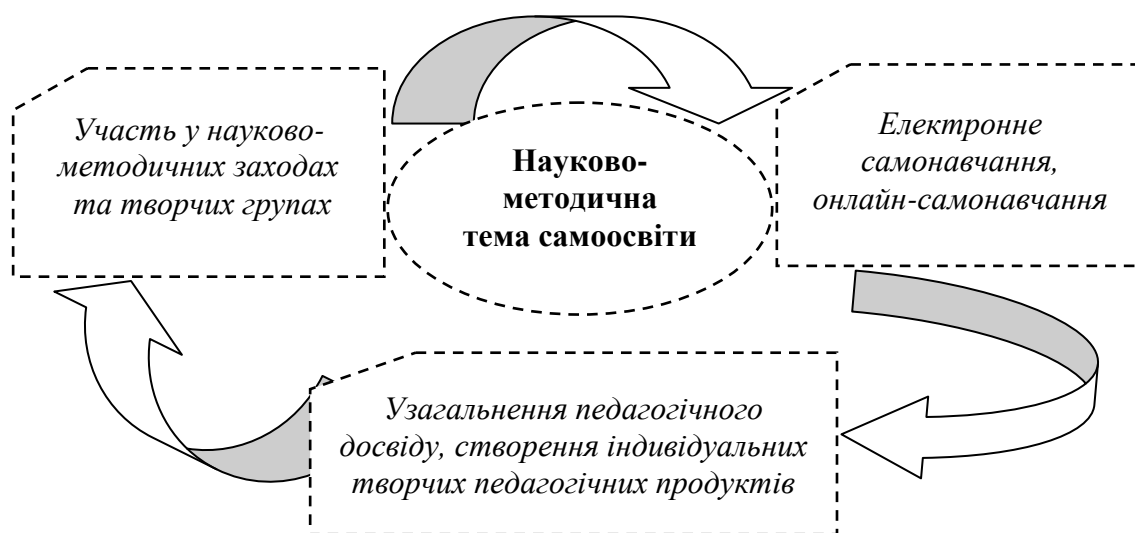 Участь у науково-
методичних заходах
та творчих групах
Науково-
методична
тема самоосвіти
Електронне
самонавчання,
онлайн-самонавчання
Узагальнення педагогічного
досвіду, створення індивідуальних
творчих педагогічних продуктів